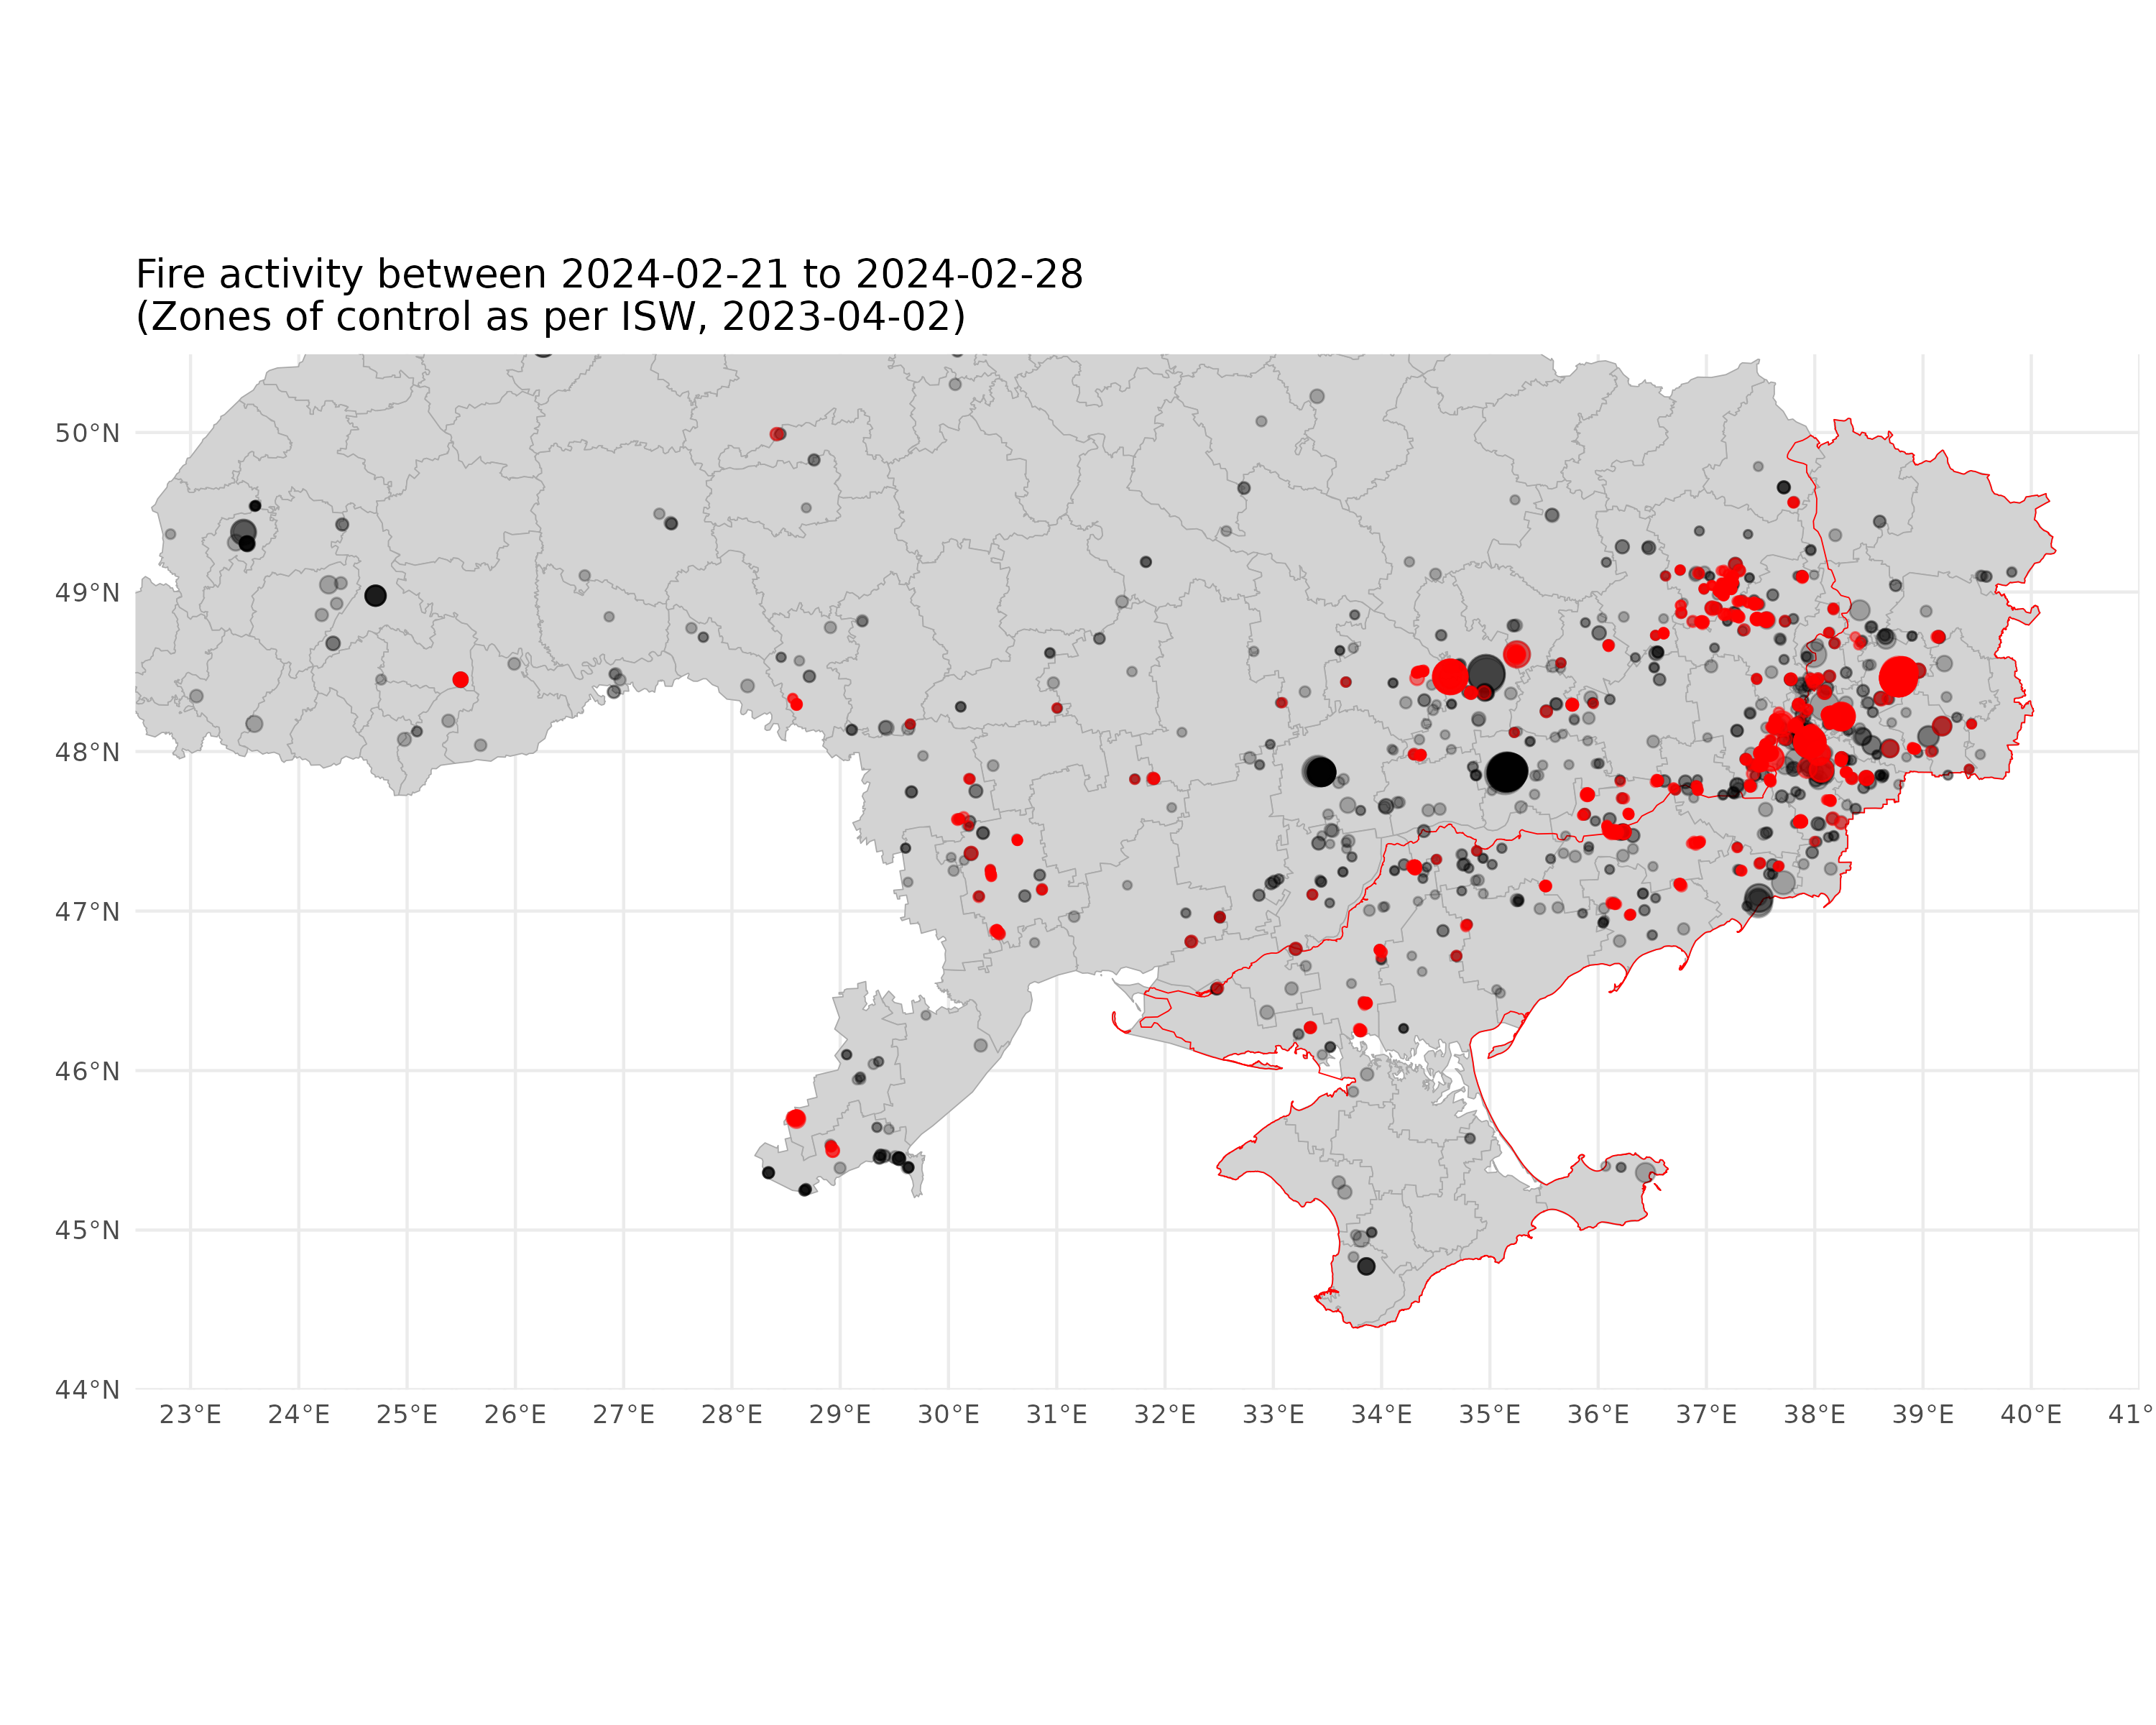 Fire activity between 2024-02-21 to 2024-02-28
(Zones of control as per ISW, 2023-04-02)
50°N
49°N
48°N
47°N
46°N
45°N
44°N
23°E 24°E 25°E 26°E 27°E 28°E 29°E 30°E 31°E 32°E 33°E 34°E 35°E 36°E 37°E 38°E 39°E 40°E 41°